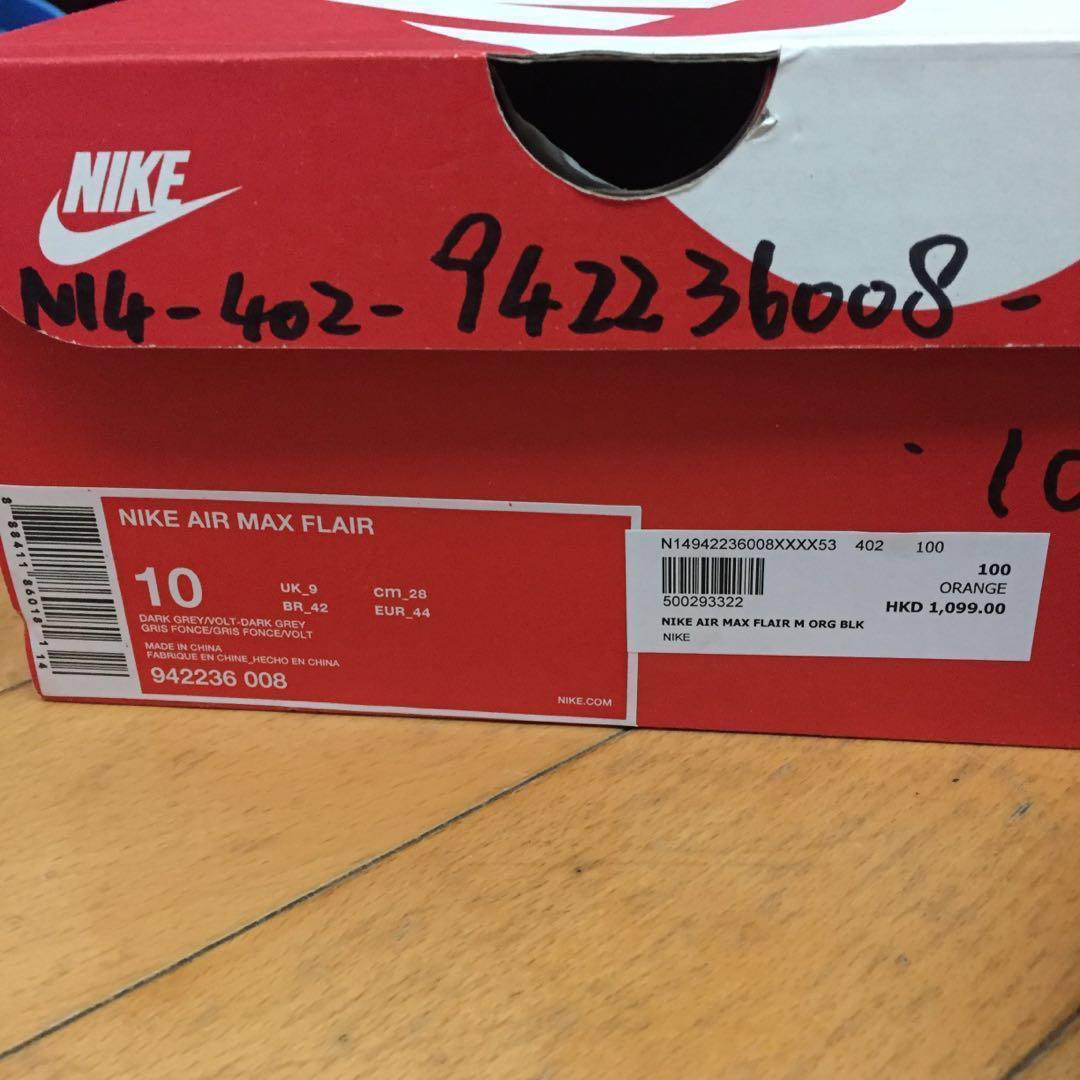 NIKE
N14-402-942236008-
10
NIKE AIR MAX FLAIR
10
UK_9 cm_28
BR_42 EUR_44
DARK GREY/VOLT-DARK GREY
GRIS FONCE/GRIS FONCE/VOLT
MADE IN CHINA
FABRIQUE EN CHINE_HECHO EN CHINA
942236 008
NIKE.COM
N14942236008XXXX53 402 100
100
ORANGE
500293322
HKD 1,099.00
NIKE AIR MAX FLAIR M ORG BLK
NIKE